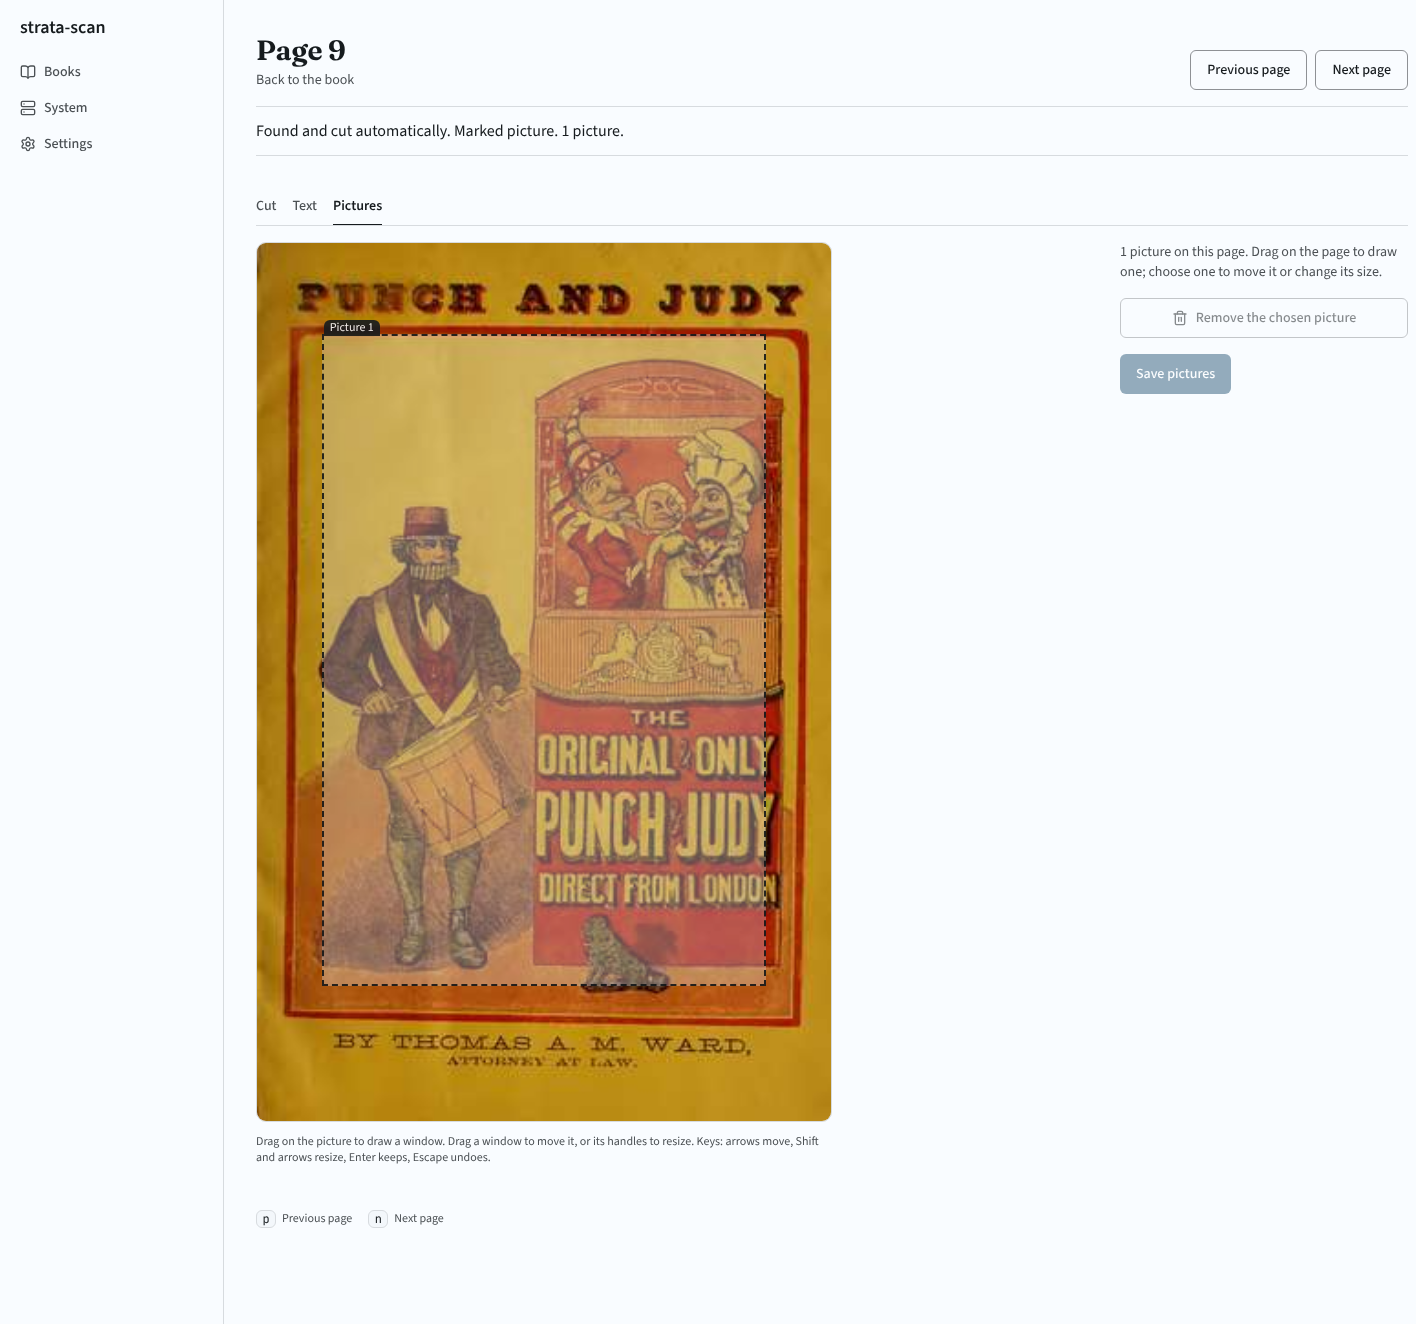 strata-scan
Books
System
Settings
Page 9
Back to the book
Previous page
Next page
Found and cut automatically. Marked picture. 1 picture.
Cut
Text
Pictures
PUNCH AND JUDY
Picture 1
THE
ORIGINAL & ONLY
PUNCH & JUDY
DIRECT FROM LONDON
BY THOMAS A. M. WARD,
ATTORNEY AT LAW.
1 picture on this page. Drag on the page to draw
one; choose one to move it or change its size.
Remove the chosen picture
Save pictures
Drag on the picture to draw a window. Drag a window to move it, or its handles to resize. Keys: arrows move, Shift
and arrows resize, Enter keeps, Escape undoes.
p Previous page n Next page